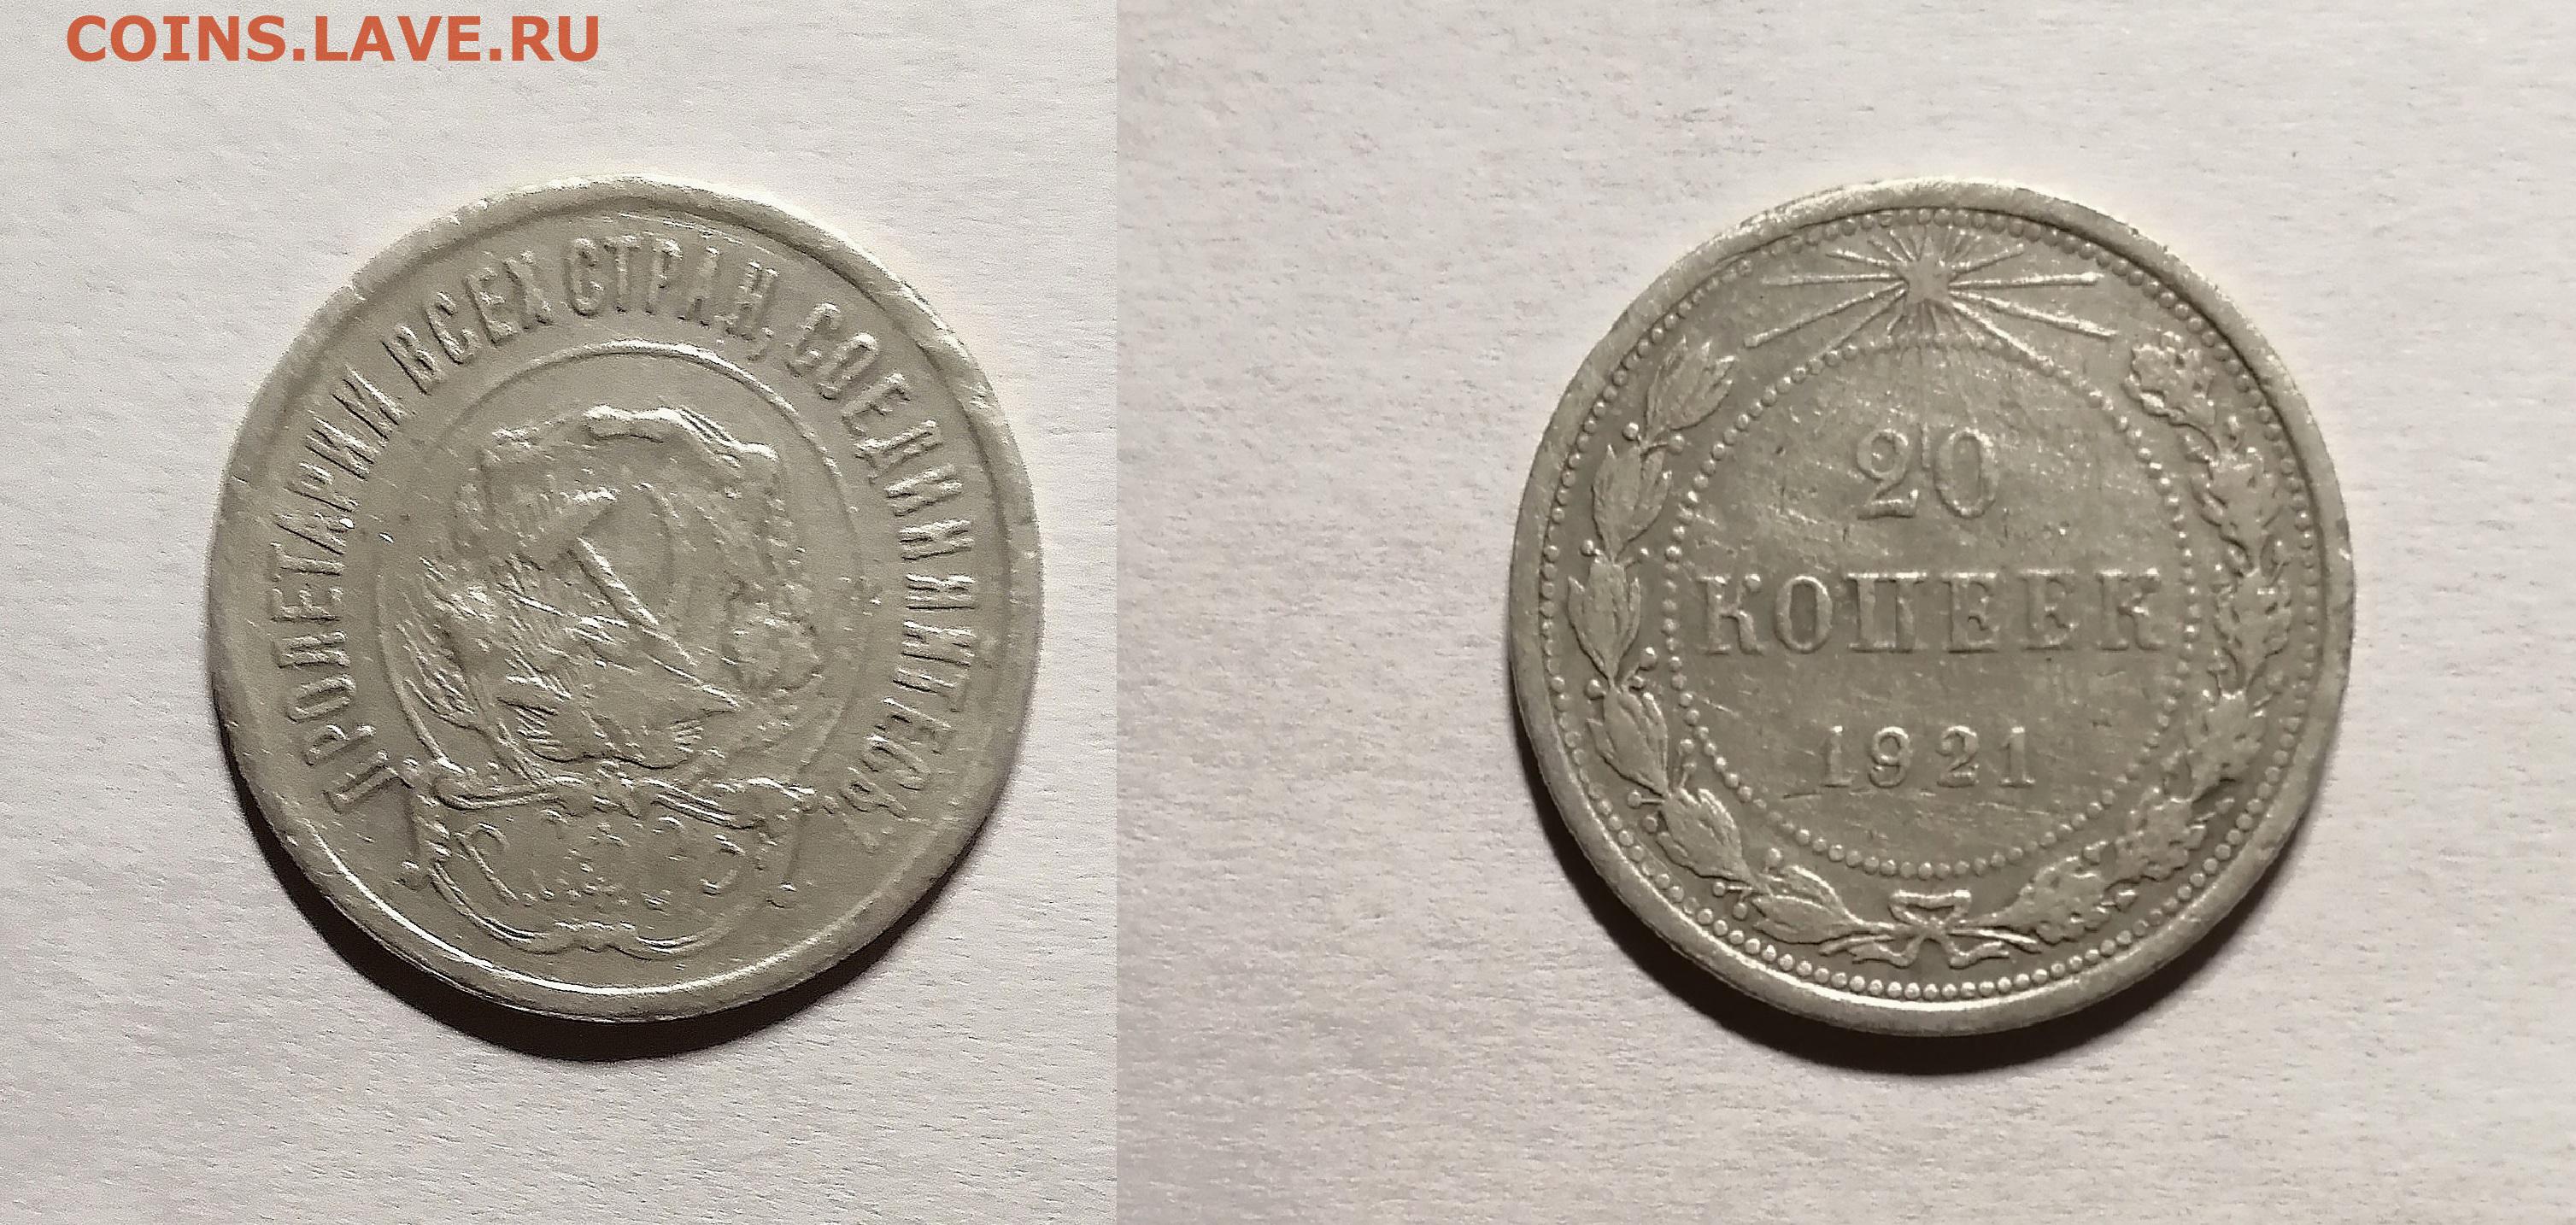 COINS.LAVE.RU
ПРОЛЕТАРИИ ВСЕХ СТРАН, СОЕДИНЯЙТЕСЬ
20
КОПЕЕК
1921